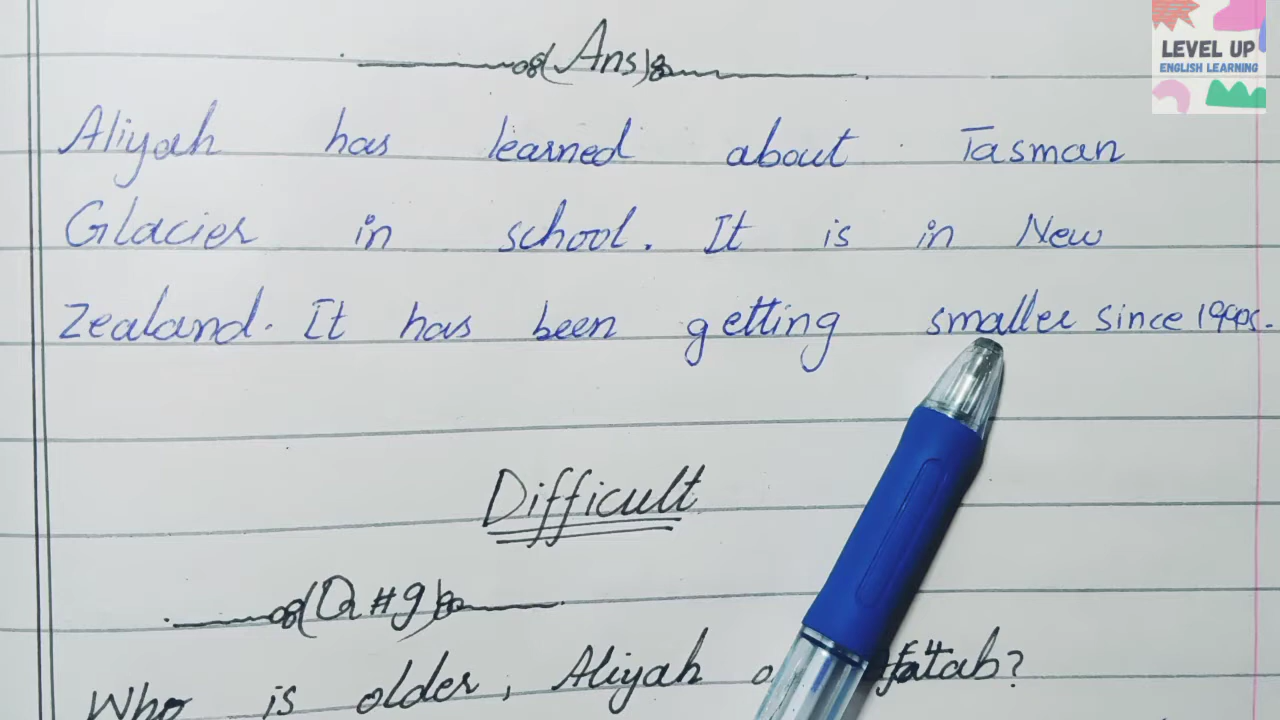 (Ans)
LEVEL UP
ENGLISH LEARNING
Aliyah has learned about Tasman
Glacier in school. It is in New
Zealand. It has been getting smaller since 1990s.
Difficult
(Q#9)
Who is older, Aliyah